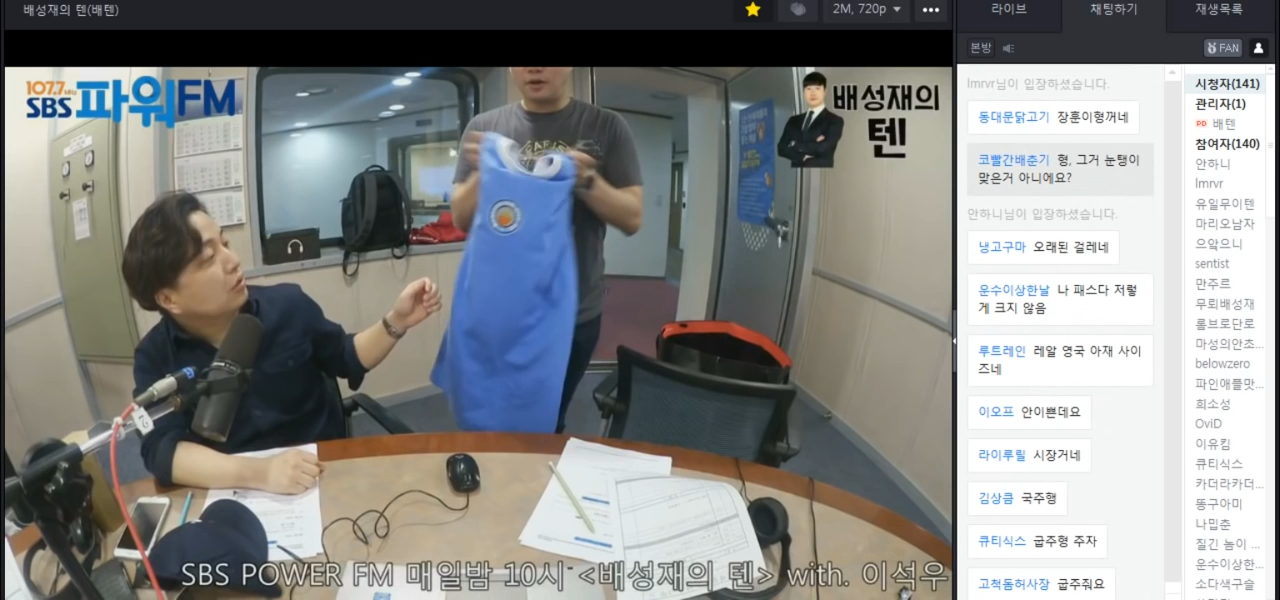 배성재의 텐(배텐)
2M, 720p
라이브
채팅하기
재생목록
본방
FAN
107.7 MHz
SBS 파워FM
배성재의
텐
lmrvr님이 입장하셨습니다.
동대문닭고기 장훈이형꺼네
코빨간배춘기 형, 그거 눈탱이
맞은거 아니에요?
안하니님이 입장하셨습니다.
냉고구마 오래된 걸레네
운수이상한날 나 패스다 저렇
게 크지 않음
루트레인 레알 영국 아재 사이
즈네
이오프 안이쁜데요
라이루릴 시장거네
김상큼 국주행
큐티식스 굽주형 주자
고척돔허사장 굽주줘요
시청자(141)
관리자(1)
PD 배텐
참여자(140)
안하니
lmrvr
유일무이텐
마리오남자
으앜으니
sentist
만주르
무뢰배성재
롬브로단로
마성의안초...
belowzero
파인애플맛...
희소성
OviD
이유킴
큐티식스
카더라카더...
똥구아미
나밉춘
질긴 놈이 ...
운수이상한...
소다색구슬
SBS POWER FM 매일밤 10시 <배성재의 텐> with. 이석우